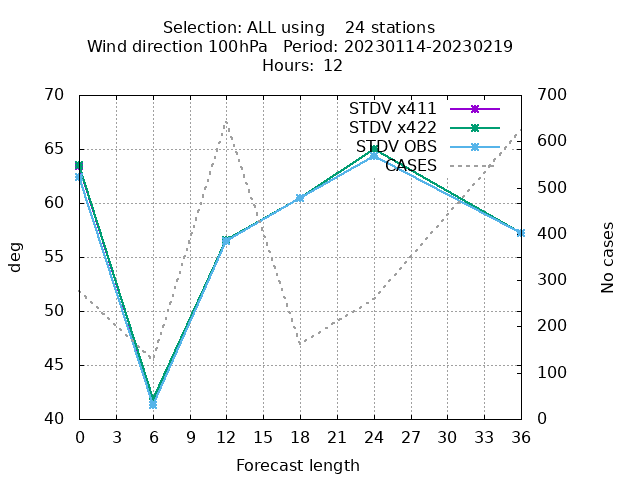 Selection: ALL using    24 stations
Wind direction 100hPa   Period: 20230114-20230219
Hours:  12
70
65
60
55
50
45
40
deg
700
600
500
400
300
200
100
0
No cases
STDV x411
STDV x422
STDV OBS
CASES
0 3 6 9 12 15 18 21 24 27 30 33 36
Forecast length